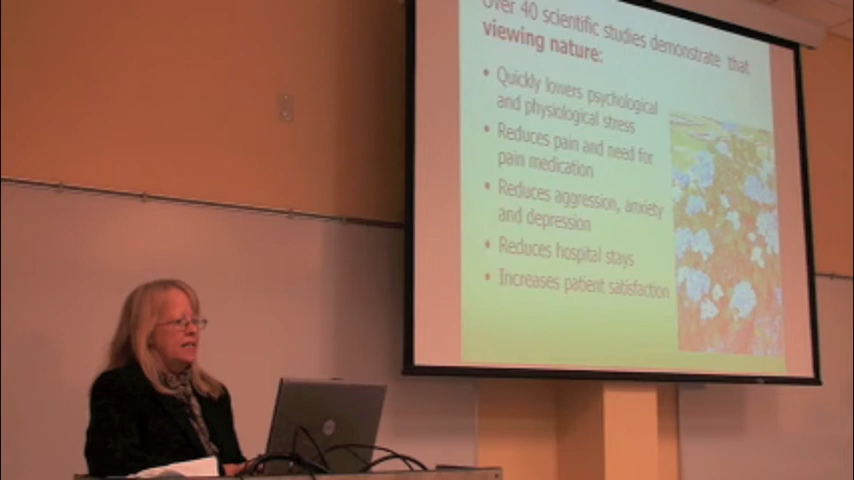 Over 40 scientific studies demonstrate that
viewing nature:
• Quickly lowers psychological
and physiological stress
• Reduces pain and need for
pain medication
• Reduces aggression, anxiety
and depression
• Reduces hospital stays
• Increases patient satisfaction